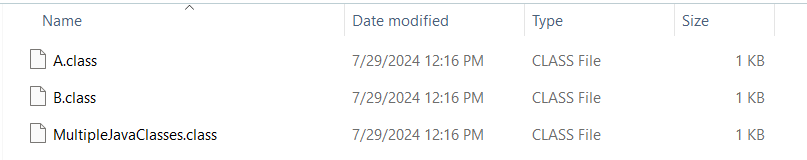 Name Date modified Type Size
A.class 7/29/2024 12:16 PM CLASS File 1 KB
B.class 7/29/2024 12:16 PM CLASS File 1 KB
MultipleJavaClasses.class 7/29/2024 12:16 PM CLASS File 1 KB